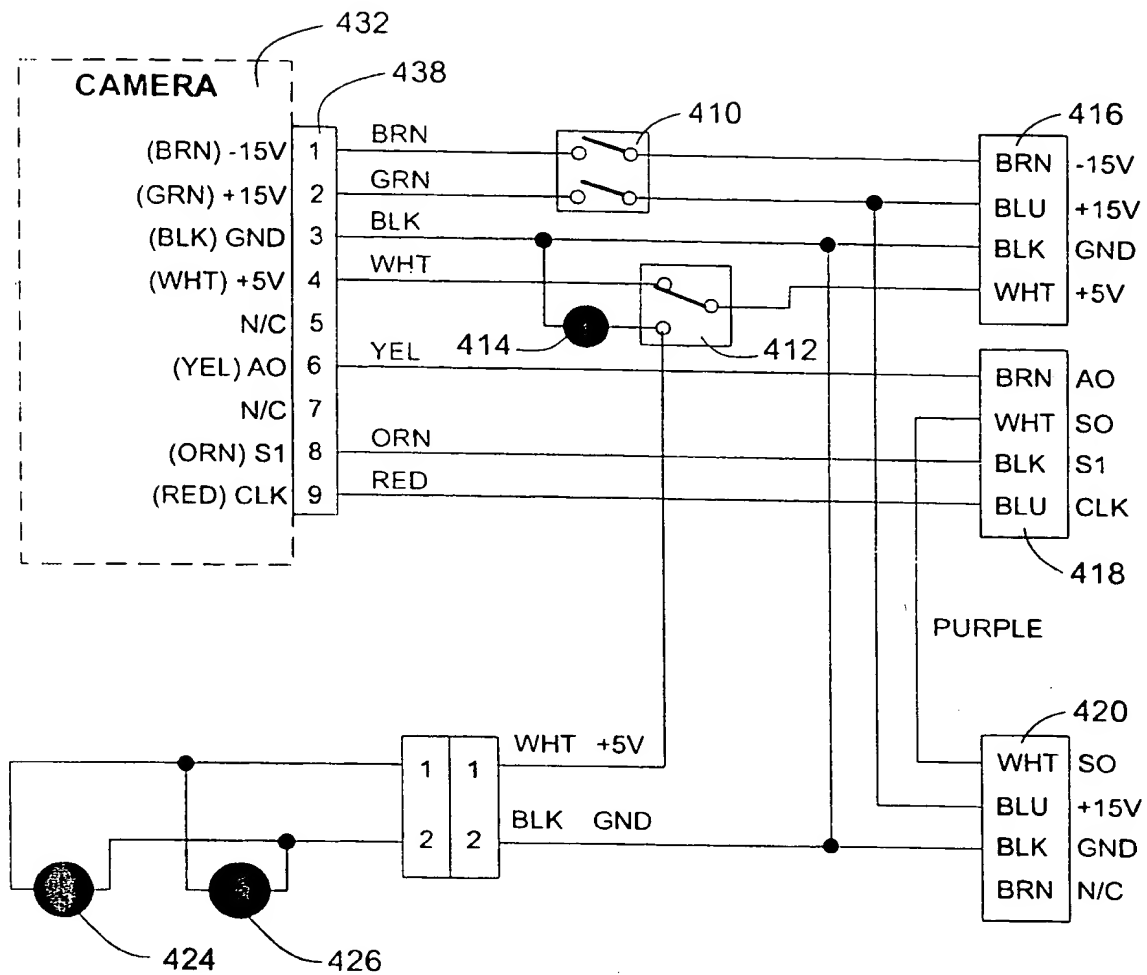 432
CAMERA
438
410
416
(BRN) -15V 1 BRN BRN -15V
(GRN) +15V 2 GRN BLU +15V
(BLK) GND 3 BLK BLK GND
(WHT) +5V 4 WHT WHT +5V
N/C 5
414
412
(YEL) AO 6 YEL BRN AO
N/C 7 WHT SO
(ORN) S1 8 ORN BLK S1
(RED) CLK 9 RED BLU CLK
418
PURPLE
420
1 1 WHT +5V WHT SO
BLU +15V
2 2 BLK GND BLK GND
BRN N/C
424
426